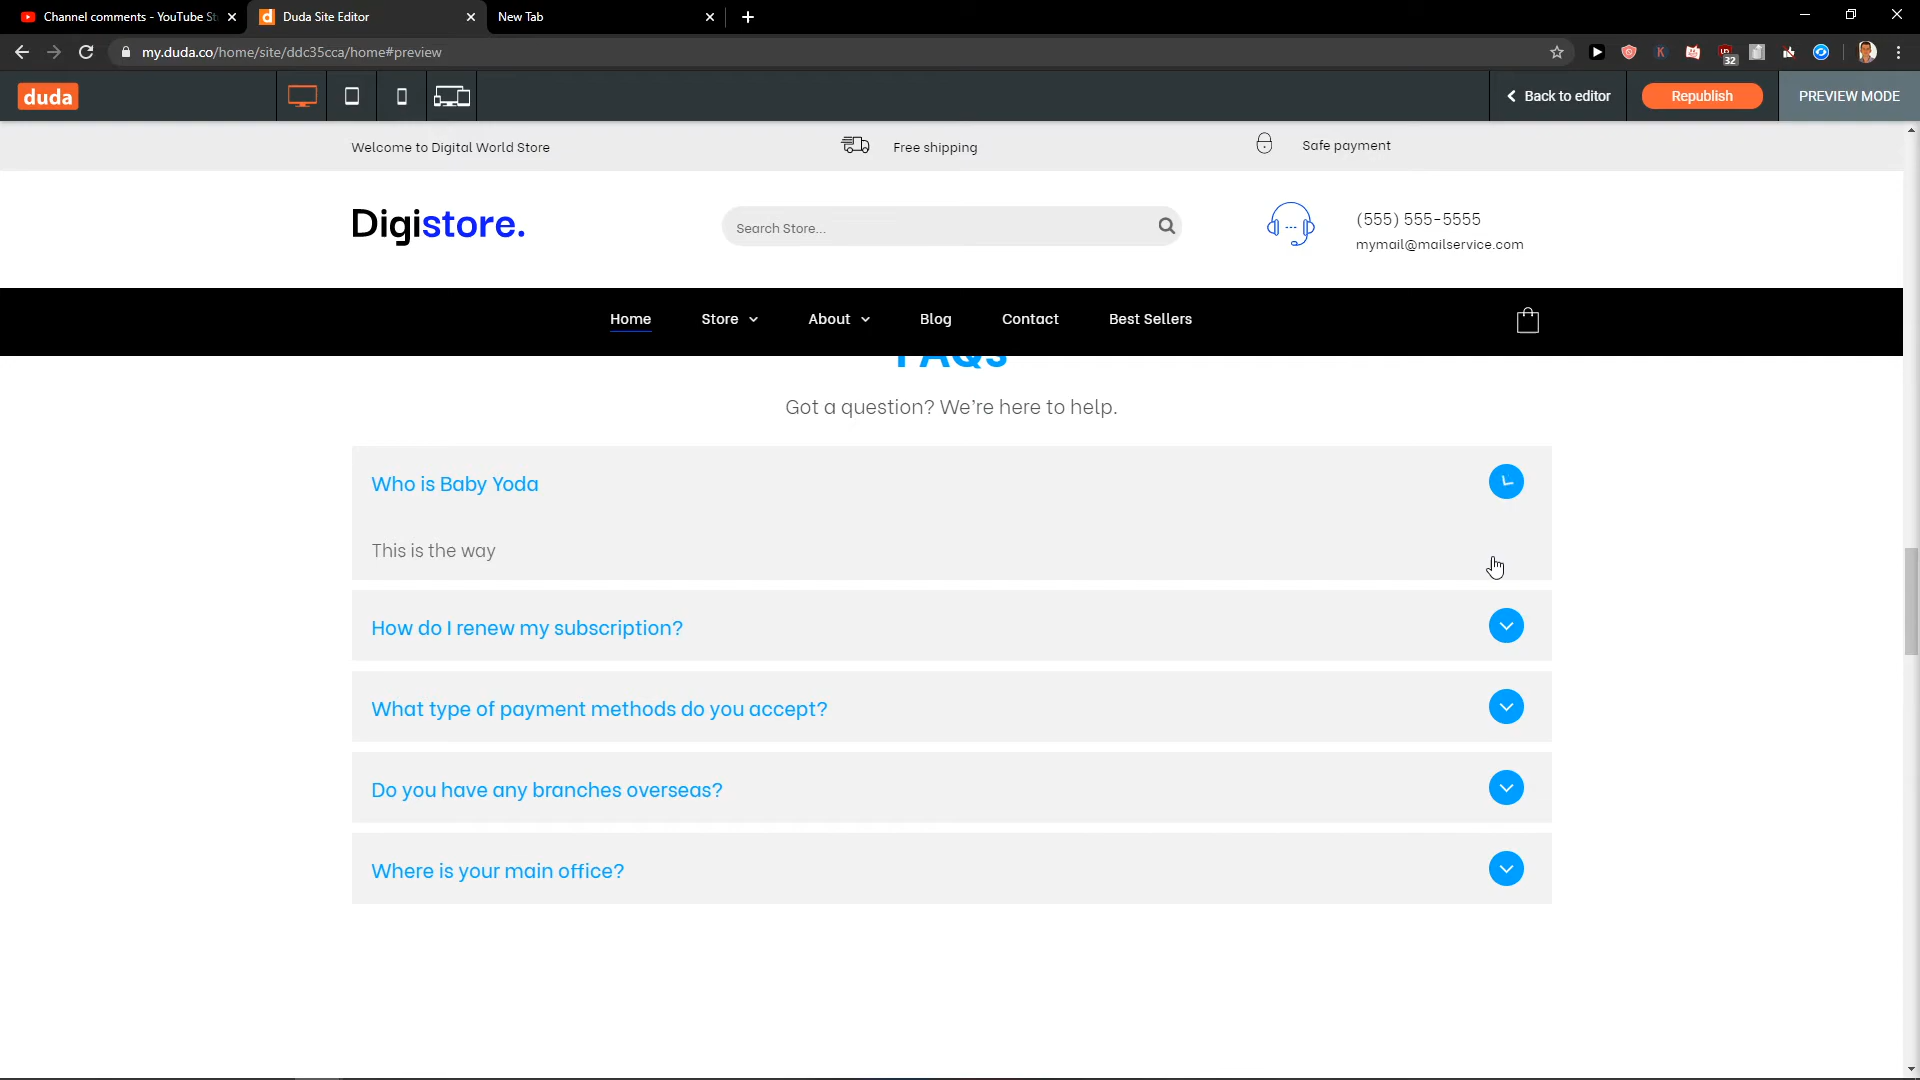 Channel comments - YouTube St
Duda Site Editor
New Tab
my.duda.co/home/site/ddc35cca/home#preview
32
duda
Back to editor
Republish
PREVIEW MODE
Welcome to Digital World Store
Free shipping
Safe payment
Digistore.
Search Store...
(555) 555-5555
mymail@mailservice.com
Home
Store
About
Blog
Contact
Best Sellers
FAQs
Got a question? We're here to help.
Who is Baby Yoda
This is the way
How do I renew my subscription?
What type of payment methods do you accept?
Do you have any branches overseas?
Where is your main office?